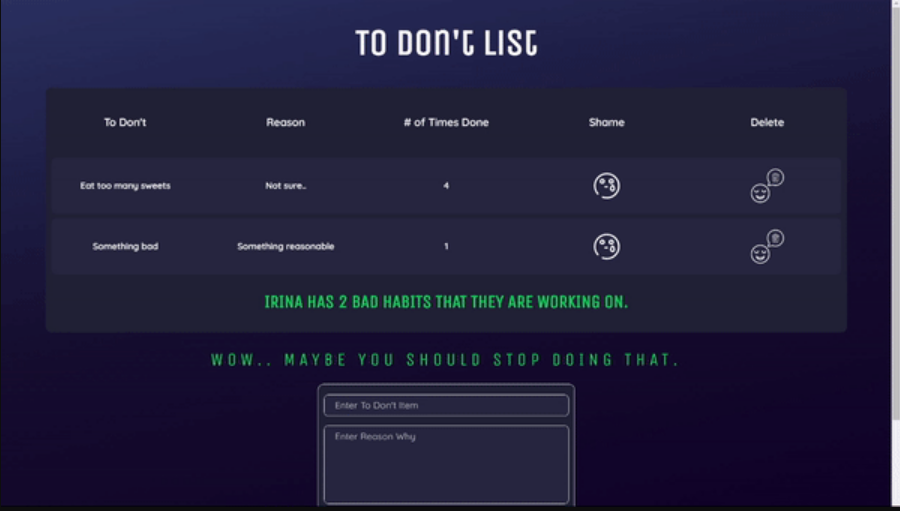 TO DON'T LIST
To Don't Reason # of Times Done Shame Delete
Eat too many sweets Not sure.. 4
Something bad Something reasonable 1
IRINA HAS 2 BAD HABITS THAT THEY ARE WORKING ON.
WOW.. MAYBE YOU SHOULD STOP DOING THAT.
Enter To Don't Item
Enter Reason Why